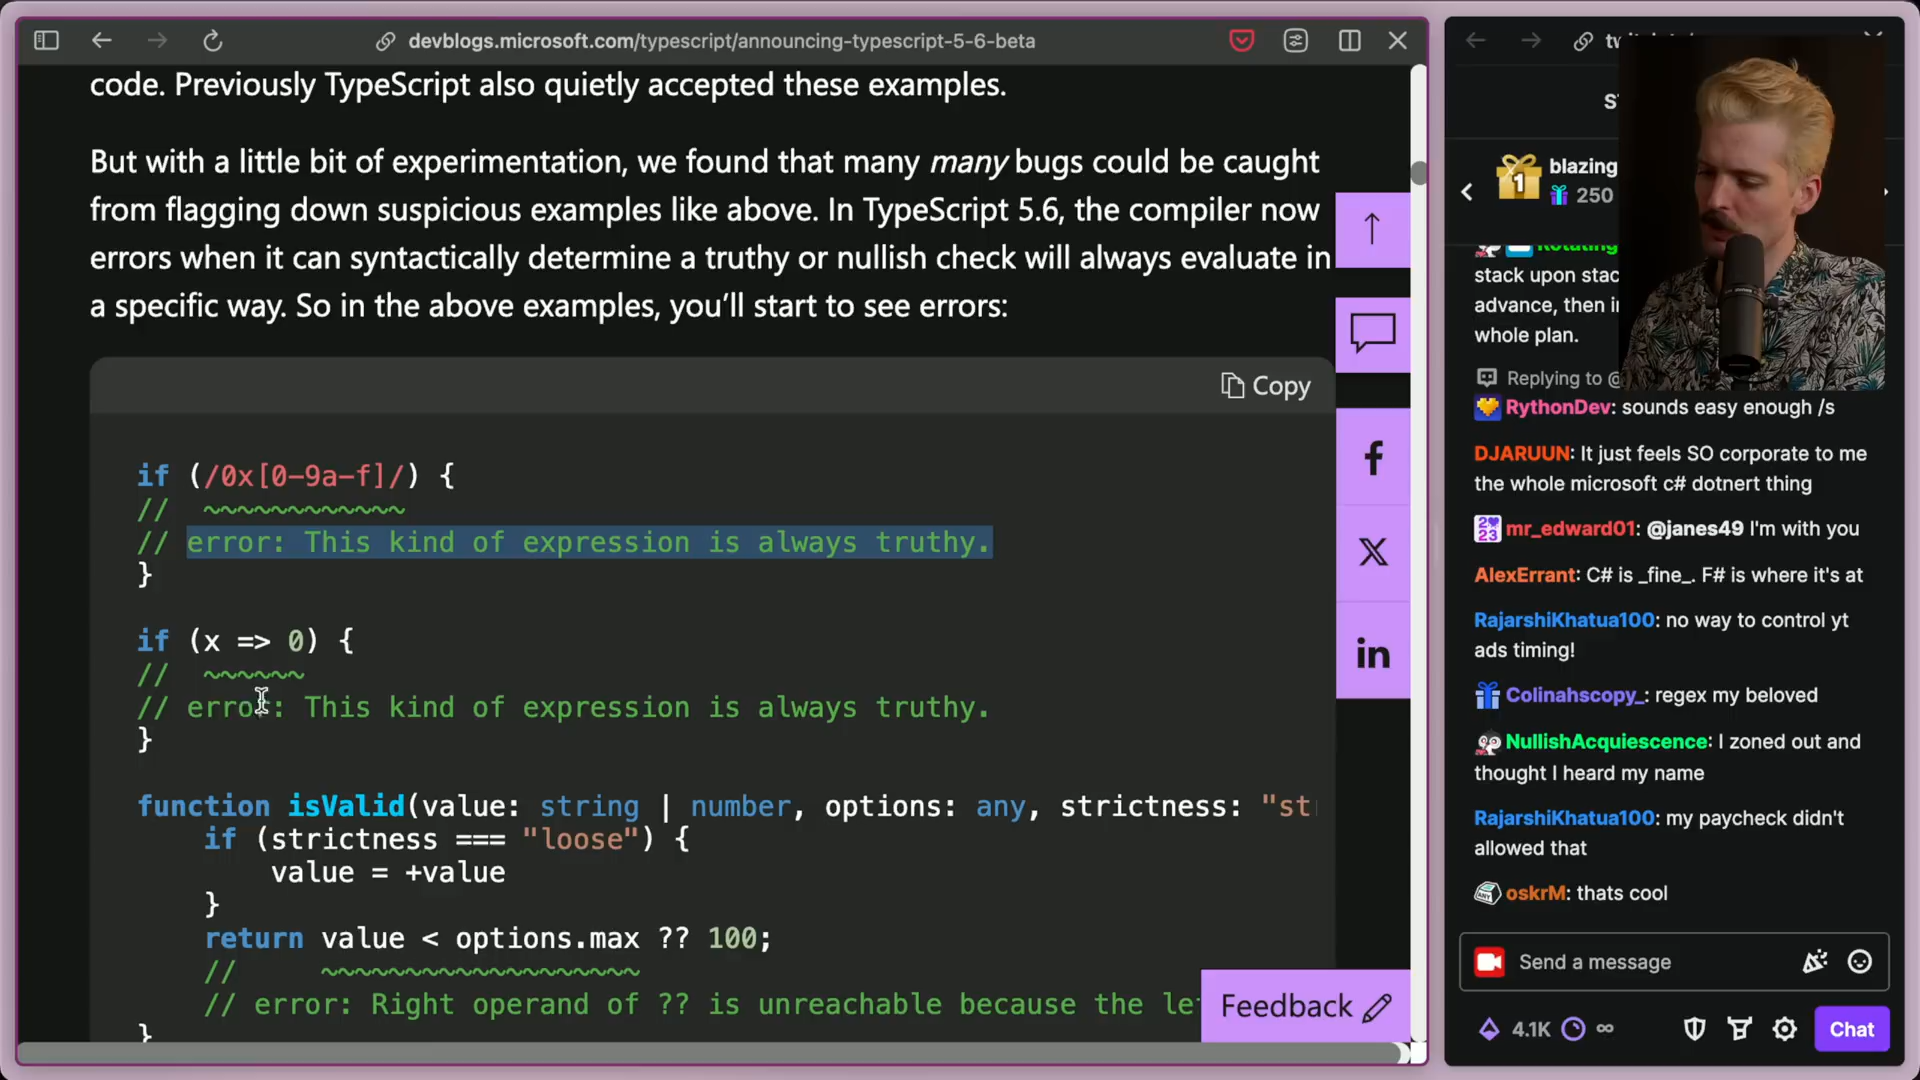 devblogs.microsoft.com/typescript/announcing-typescript-5-6-beta
code. Previously TypeScript also quietly accepted these examples.
But with a little bit of experimentation, we found that many many bugs could be caught
from flagging down suspicious examples like above. In TypeScript 5.6, the compiler now
errors when it can syntactically determine a truthy or nullish check will always evaluate in
a specific way. So in the above examples, you’ll start to see errors:
Copy
if (/0x[0-9a-f]/) {
//  ~~~~~~~~~~~~
// error: This kind of expression is always truthy.
}
if (x => 0) {
//  ~~~~~~
// error: This kind of expression is always truthy.
}
function isValid(value: string | number, options: any, strictness: "st
if (strictness === "loose") {
value = +value
}
return value < options.max ?? 100;
//     ~~~~~~~~~~~~~~~~~~~
// error: Right operand of ?? is unreachable because the le
}
Feedback
blazing
250
stack upon stac
advance, then i
whole plan.
Replying to @
RythonDev: sounds easy enough /s
DJARUUN: It just feels SO corporate to me
the whole microsoft c# dotnert thing
mr_edward01: @janes49 I'm with you
AlexErrant: C# is _fine_. F# is where it's at
RajarshiKhatua100: no way to control yt
ads timing!
Colinahscopy_: regex my beloved
NullishAcquiescence: I zoned out and
thought I heard my name
RajarshiKhatua100: my paycheck didn't
allowed that
oskrM: thats cool
Send a message
4.1K
∞
Chat